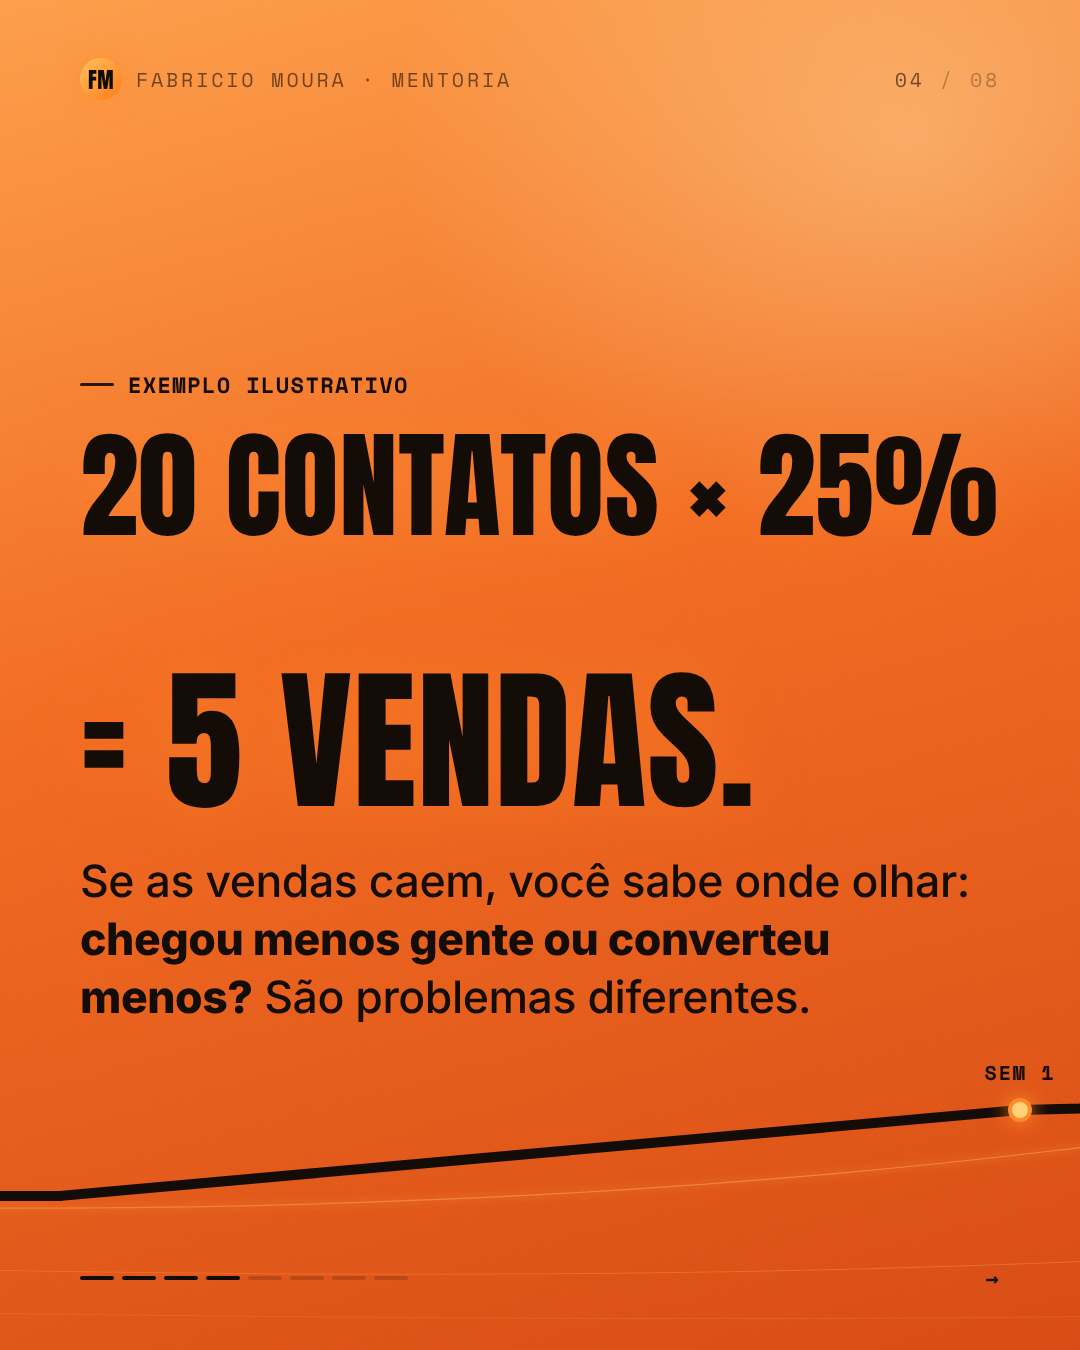 FM FABRICIO MOURA · MENTORIA
04 / 08
EXEMPLO ILUSTRATIVO
20 CONTATOS × 25%
= 5 VENDAS.
Se as vendas caem, você sabe onde olhar:
chegou menos gente ou converteu
menos? São problemas diferentes.
SEM 1
→